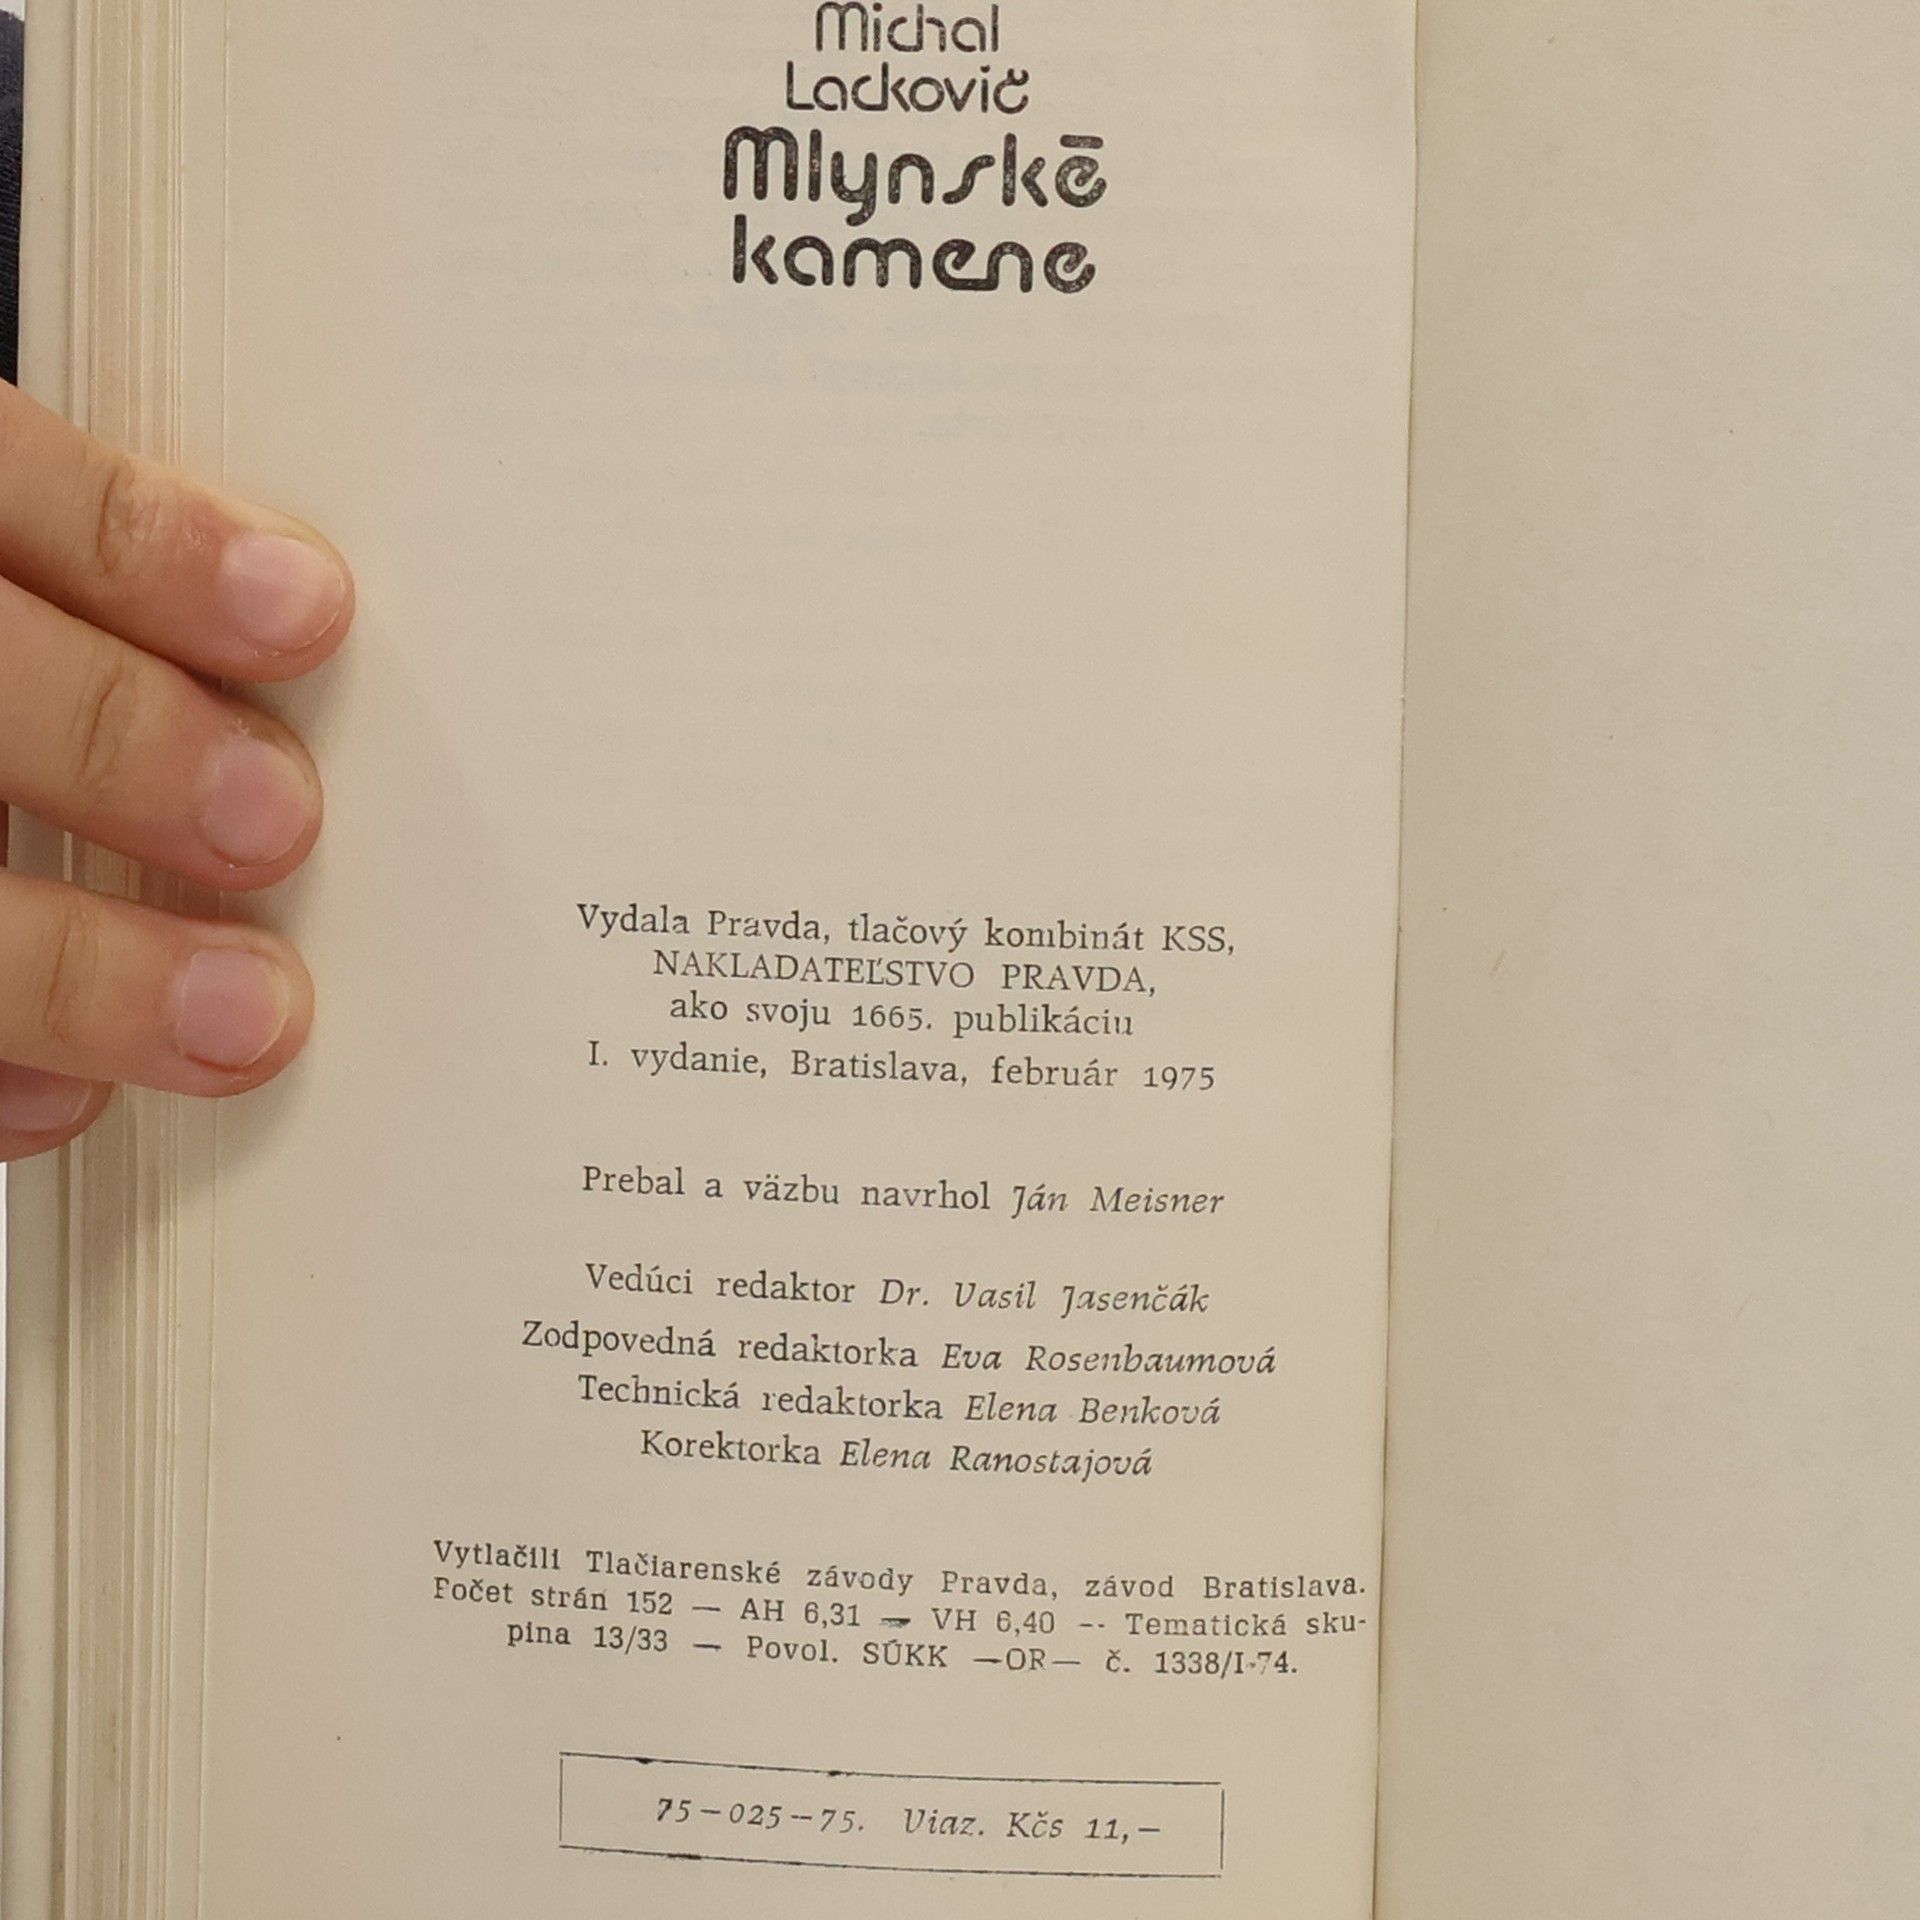 Michal
Lackovič
Mlynské
kamene
Vydala Pravda, tlačový kombinát KSS,
NAKLADATEĽSTVO PRAVDA,
ako svoju 1665. publikáciu
I. vydanie, Bratislava, február 1975
Prebal a väzbu navrhol Ján Meisner
Vedúci redaktor Dr. Vasil Jasenčák
Zodpovedná redaktorka Eva Rosenbaumová
Technická redaktorka Elena Benková
Korektorka Elena Ranostajová
Vytlačili Tlačiarenské závody Pravda, závod Bratislava.
Počet strán 152 — AH 6,31 — VH 6,40 -- Tematická sku-
pina 13/33 — Povol. SÚKK —OR— č. 1338/I-74.
75-025-75. Viaz. Kčs 11,—